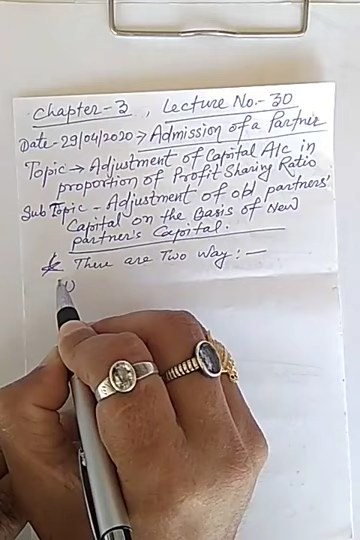 Chapter-3, Lecture No.-30
Date-29/04/2020 → Admission of a Partner
Topic → Adjustment of Capital A/c in
proportion of Profit Sharing Ratio
Sub Topic - Adjustment of old partners'
Capital on the Basis of New
partner's Capital.
* There are Two Way:—